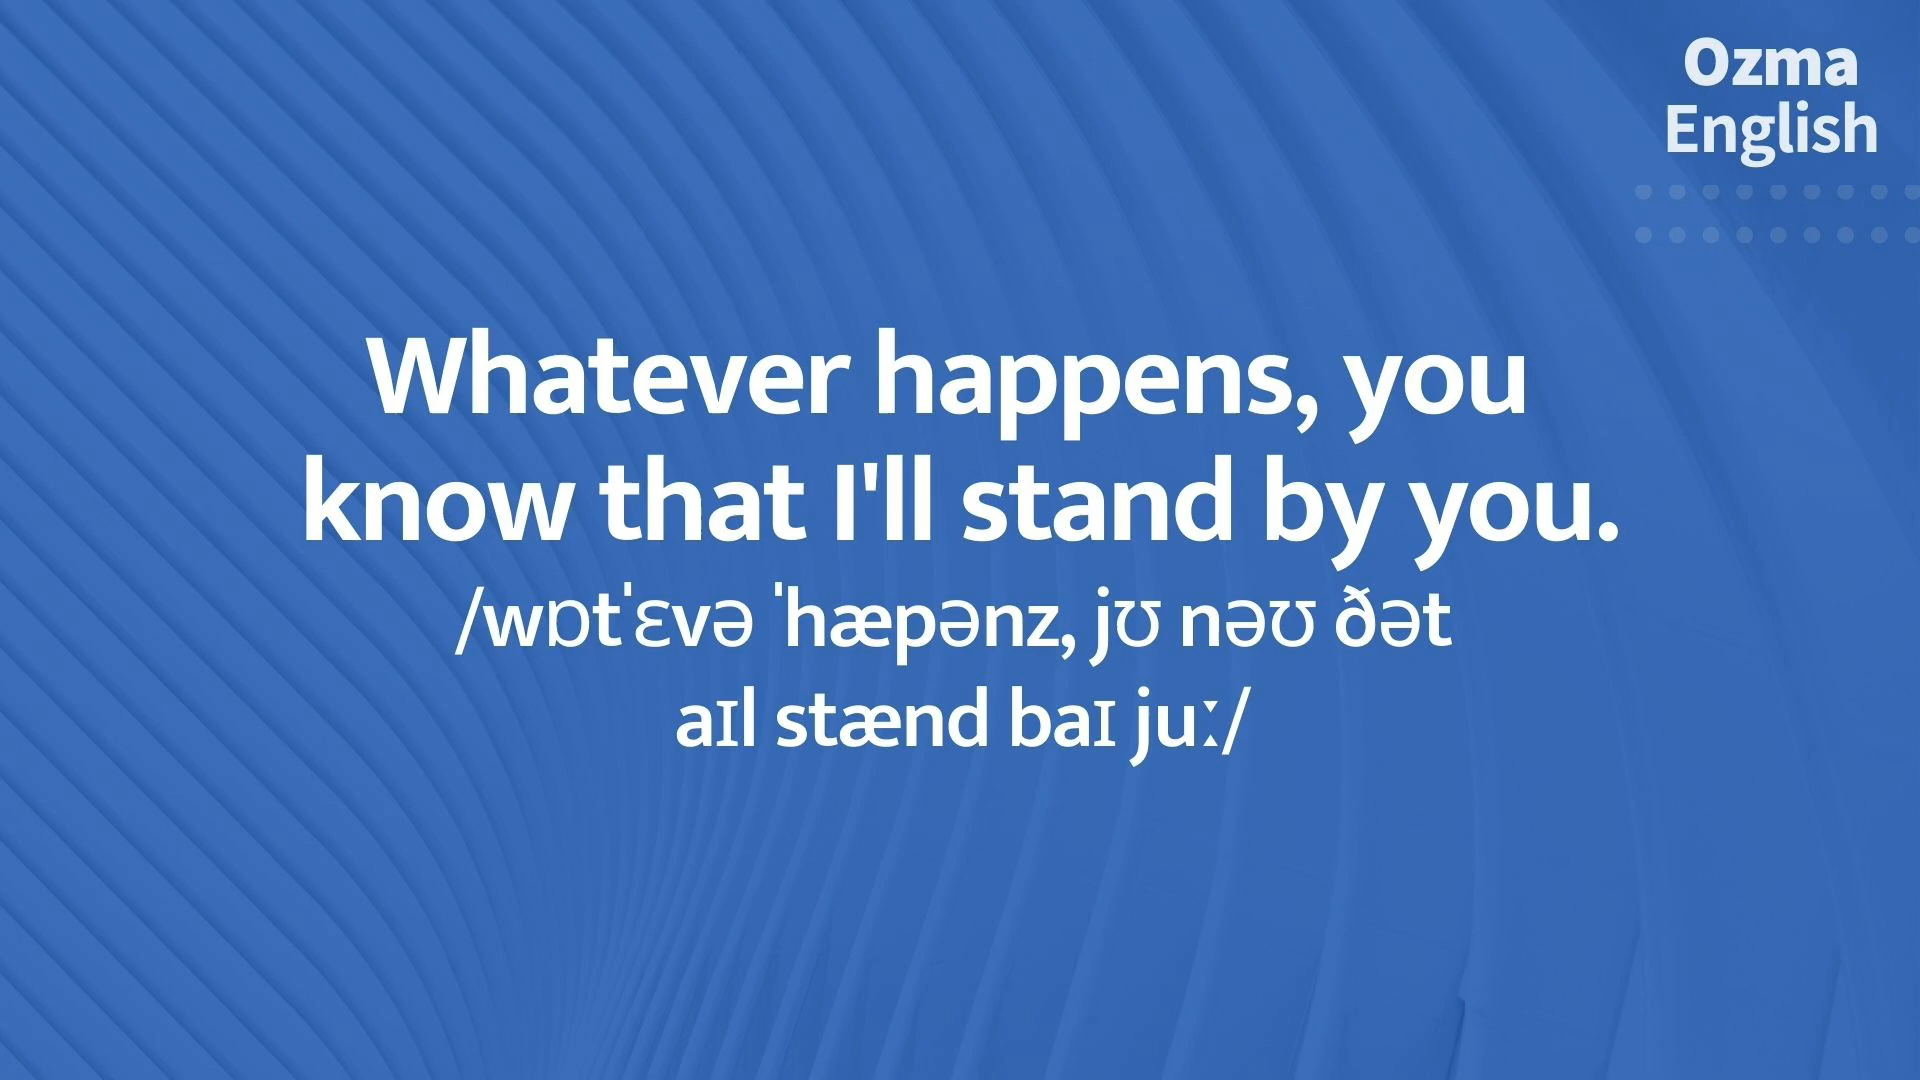 Ozma
English
Whatever happens, you
know that I'll stand by you.
/wɒtˈɛvə ˈhæpənz, jʊ nəʊ ðət
aɪl stænd baɪ juː/